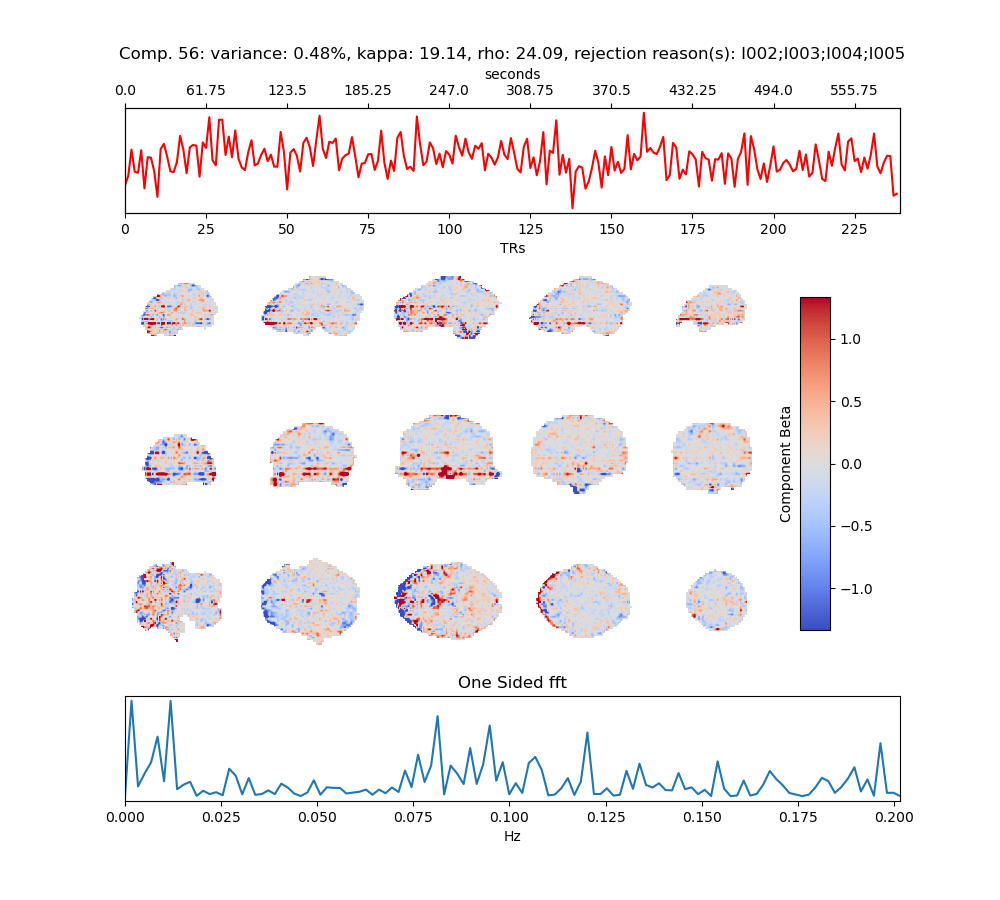 Comp. 56: variance: 0.48%, kappa: 19.14, rho: 24.09, rejection reason(s): I002;I003;I004;I005
seconds
0.0 61.75 123.5 185.25 247.0 308.75 370.5 432.25 494.0 555.75
0 25 50 75 100 125 150 175 200 225
TRs
1.0
0.5
0.0
−0.5
−1.0
Component Beta
One Sided fft
0.000 0.025 0.050 0.075 0.100 0.125 0.150 0.175 0.200
Hz